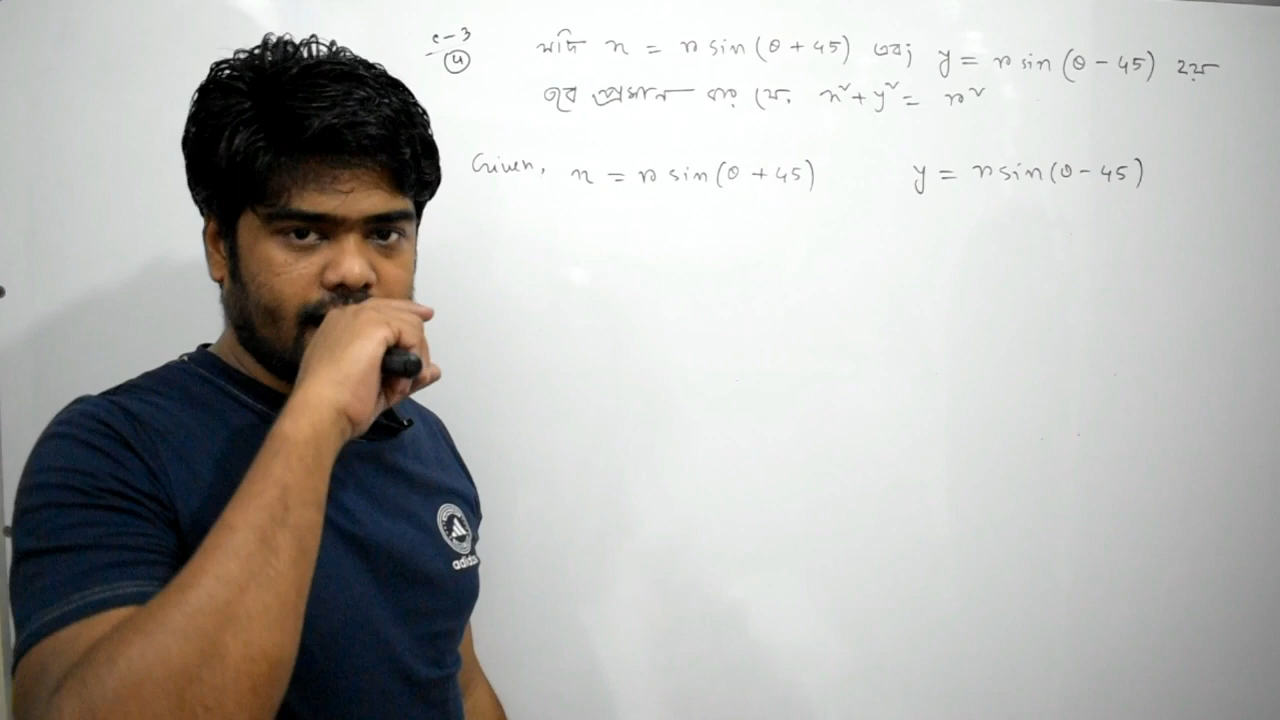 c-3
4
যদি x = r sin (θ + 45) এবং y = r sin (θ - 45) হয়
তবে প্রমান কর যে, x² + y² = r²
Given, x = r sin (θ + 45) y = r sin (θ - 45)
adidas